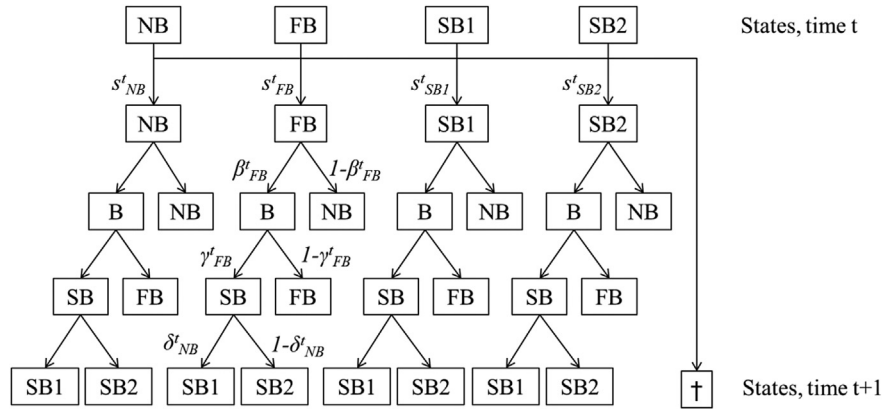 NB FB SB1 SB2 States, time t
s^t_NB s^t_FB s^t_SB1 s^t_SB2
NB FB SB1 SB2
β^t_FB 1-β^t_FB
B NB B NB B NB B NB
γ^t_FB 1-γ^t_FB
SB FB SB FB SB FB SB FB
δ^t_NB 1-δ^t_NB
SB1 SB2 SB1 SB2 SB1 SB2 SB1 SB2 † States, time t+1